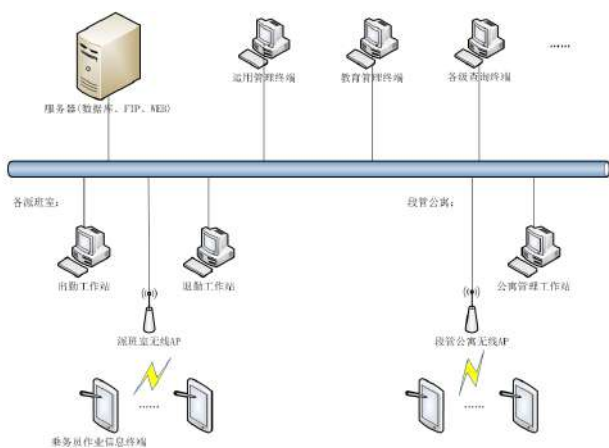 服务器(数据库、FTP、WEB)
运用管理终端
教育管理终端
各级查询终端
……
各派班室：
段管公寓：
出勤工作站
退勤工作站
公寓管理工作站
派班室无线AP
段管公寓无线AP
……
……
乘务员作业信息终端